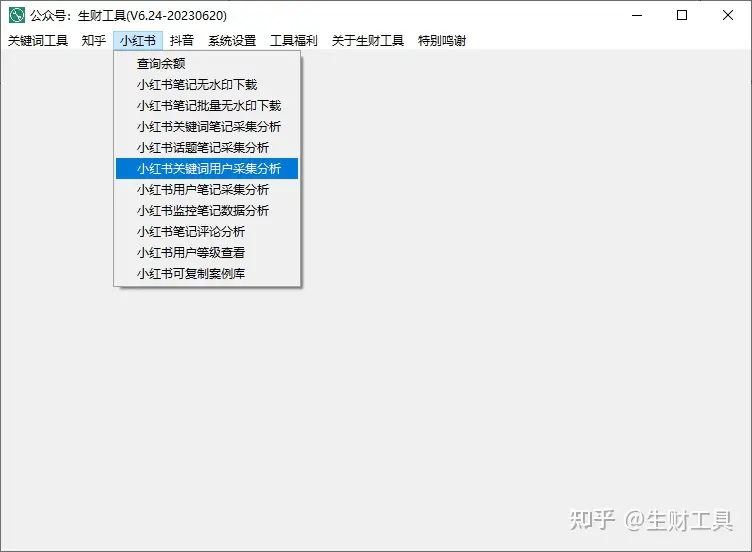 公众号：生财工具(V6.24-20230620)
关键词工具 知乎 小红书 抖音 系统设置 工具福利 关于生财工具 特别鸣谢
查询余额
小红书笔记无水印下载
小红书笔记批量无水印下载
小红书关键词笔记采集分析
小红书话题笔记采集分析
小红书关键词用户采集分析
小红书用户笔记采集分析
小红书监控笔记数据分析
小红书笔记评论分析
小红书用户等级查看
小红书可复制案例库
知乎 @生财工具